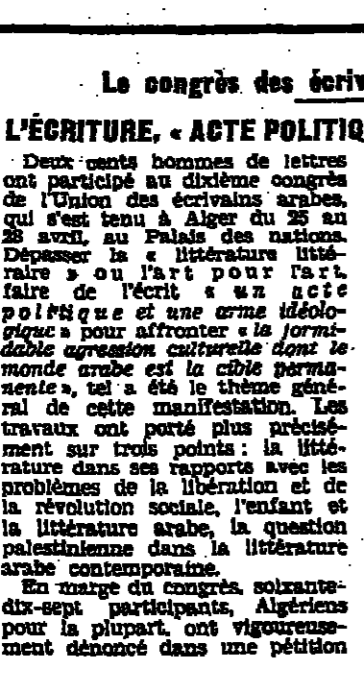 Le congrès des écriv
L'ÉCRITURE, « ACTE POLITIQ
Deux cents hommes de lettres
ont participé au dixième congrès
de l'Union des écrivains arabes,
qui s'est tenu à Alger du 25 au
28 avril, au Palais des nations.
Dépasser la « littérature litté-
raire » ou l'art pour l'art,
faire de l'écrit « un acte
politique et une arme idéolo-
gique » pour affronter « la formi-
dable agression culturelle dont le
monde arabe est la cible perma-
nente », tel a été le thème géné-
ral de cette manifestation. Les
travaux ont porté plus précisé-
ment sur trois points : la litté-
rature dans ses rapports avec les
problèmes de la libération et de
la révolution sociale, l'enfant et
la littérature arabe, la question
palestinienne dans la littérature
arabe contemporaine.
En marge du congrès, soixante-
dix-sept participants, Algériens
pour la plupart, ont vigoureuse-
ment dénoncé dans une pétition